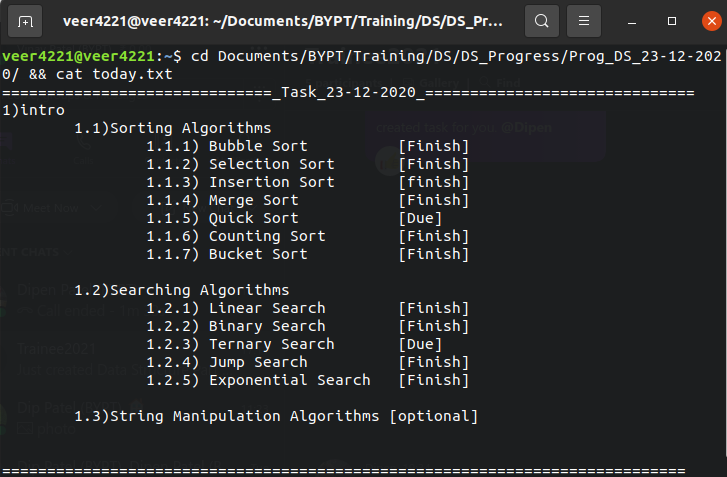 veer4221@veer4221: ~/Documents/BYPT/Training/DS/DS_Pr...
veer4221@veer4221:~$ cd Documents/BYPT/Training/DS/DS_Progress/Prog_DS_23-12-202
0/ && cat today.txt
==============================_Task_23-12-2020_==============================
1)intro
1.1)Sorting Algorithms
1.1.1) Bubble Sort [Finish]
1.1.2) Selection Sort [Finish]
1.1.3) Insertion Sort [finish]
1.1.4) Merge Sort [Finish]
1.1.5) Quick Sort [Due]
1.1.6) Counting Sort [Finish]
1.1.7) Bucket Sort [Finish]
1.2)Searching Algorithms
1.2.1) Linear Search [Finish]
1.2.2) Binary Search [Finish]
1.2.3) Ternary Search [Due]
1.2.4) Jump Search [Finish]
1.2.5) Exponential Search [Finish]
1.3)String Manipulation Algorithms [optional]
============================================================================